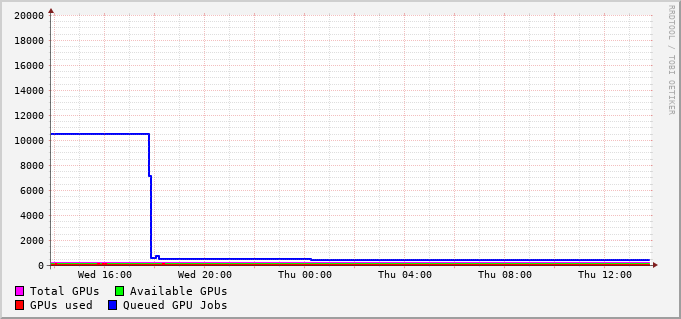 20000
18000
16000
14000
12000
10000
8000
6000
4000
2000
0
Wed 16:00 Wed 20:00 Thu 00:00 Thu 04:00 Thu 08:00 Thu 12:00
Total GPUs Available GPUs
GPUs used Queued GPU Jobs
RRDTOOL / TOBI OETIKER